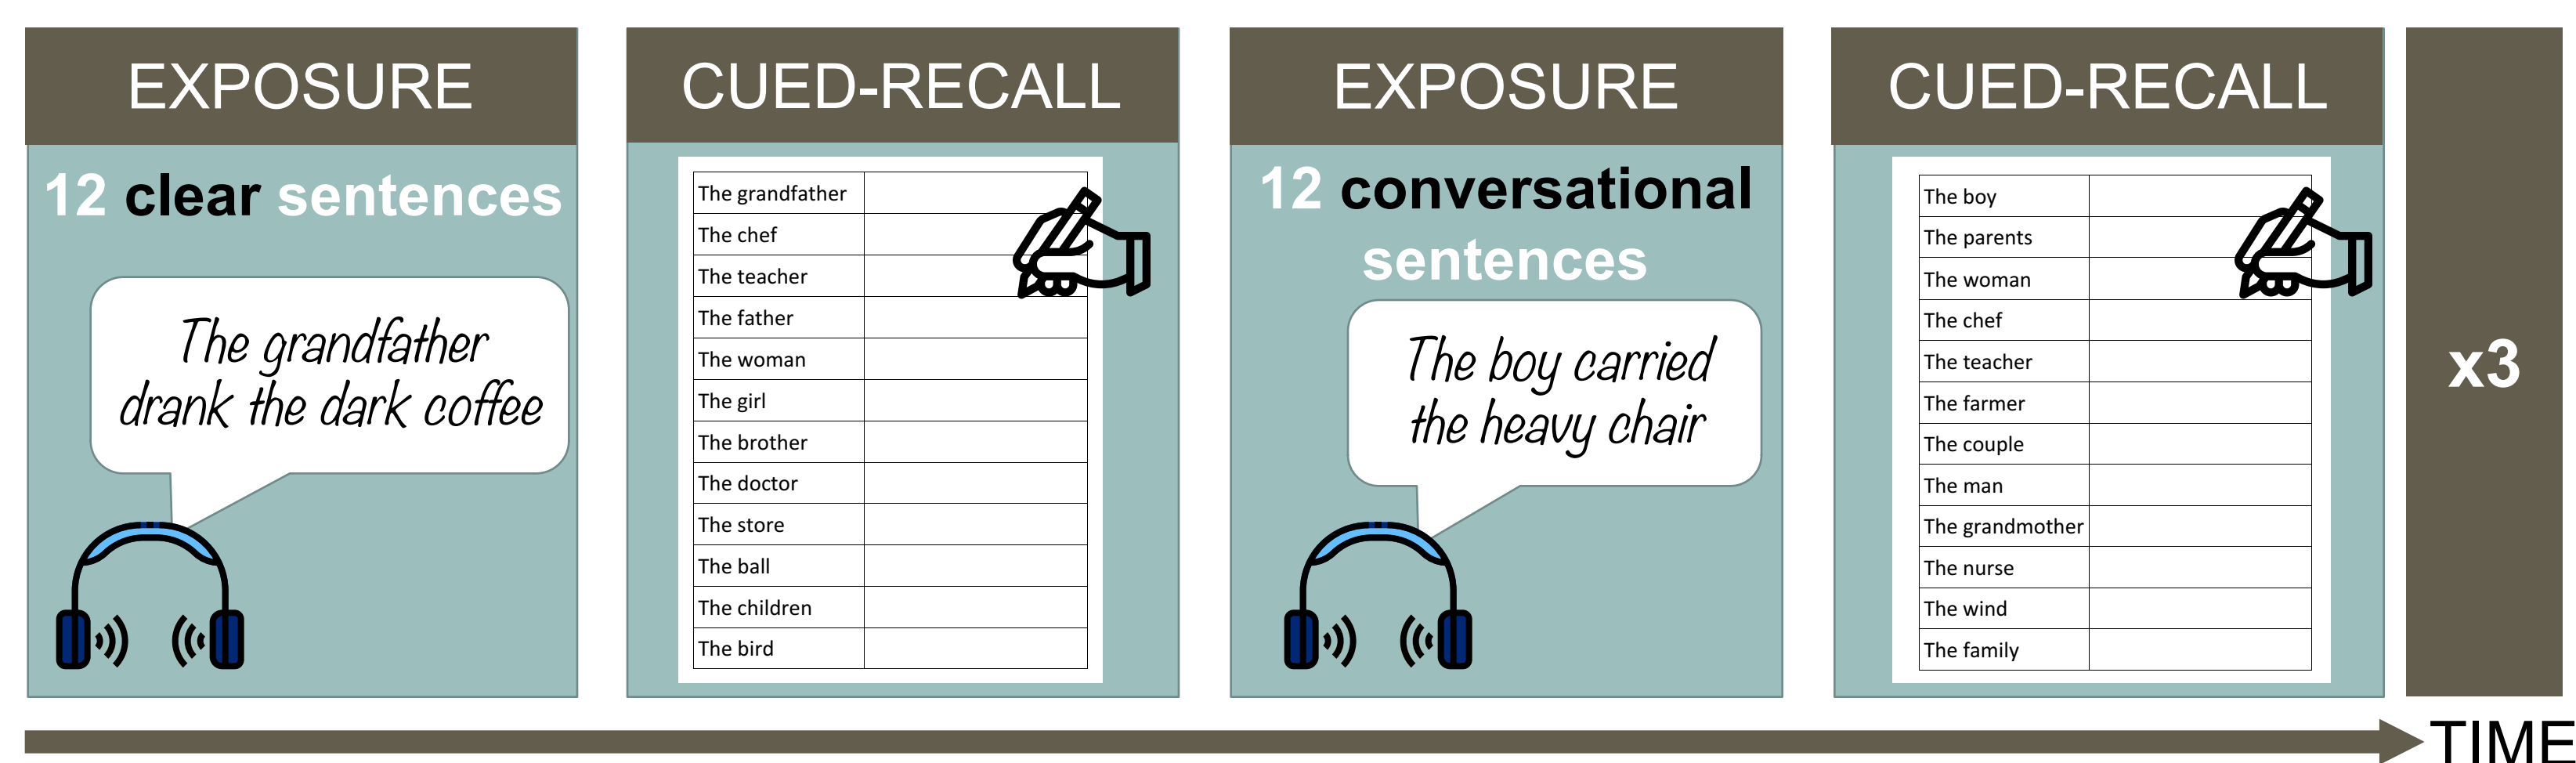 EXPOSURE
12 clear sentences
The grandfather
drank the dark coffee
CUED-RECALL
The grandfather
The chef
The teacher
The father
The woman
The girl
The brother
The doctor
The store
The ball
The children
The bird
EXPOSURE
12 conversational
sentences
The boy carried
the heavy chair
CUED-RECALL
The boy
The parents
The woman
The chef
The teacher
The farmer
The couple
The man
The grandmother
The nurse
The wind
The family
x3
TIME